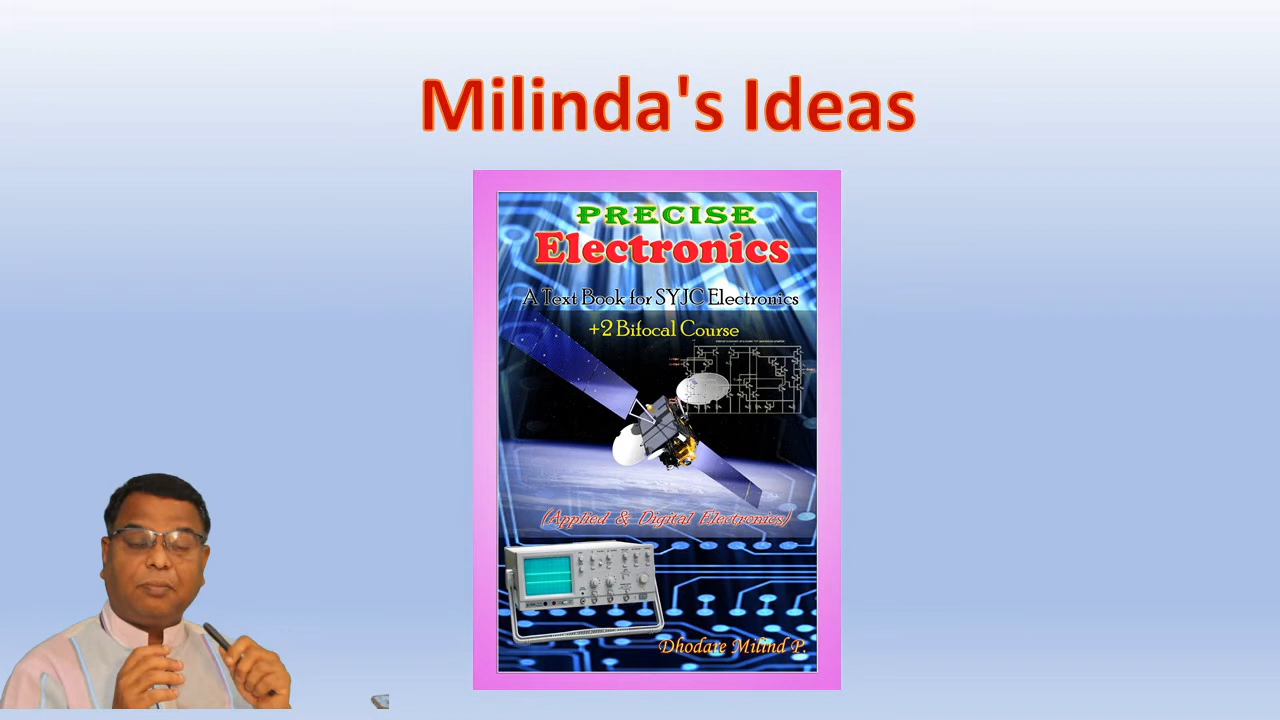 Milinda's Ideas
PRECISE
Electronics
A Text Book for SYJC Electronics
+2 Bifocal Course
(Applied & Digital Electronics)
Dhodare Milind P.